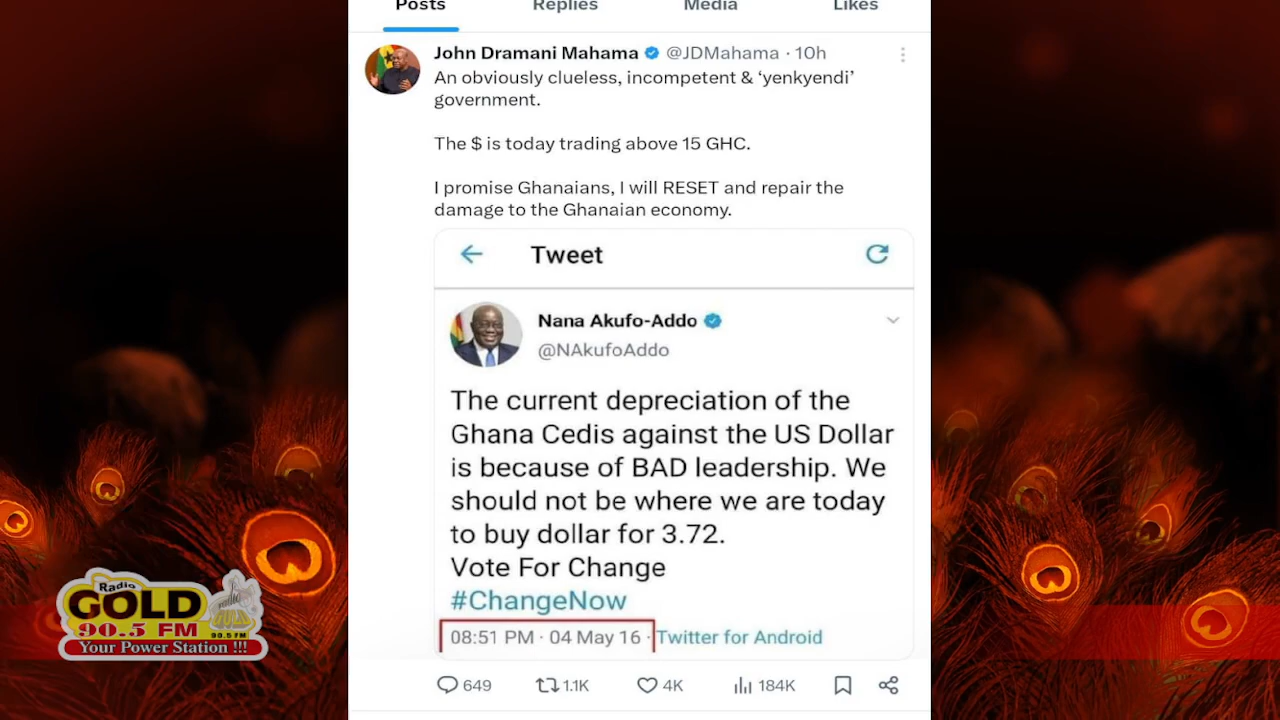 Posts Replies Media Likes
John Dramani Mahama @JDMahama · 10h
An obviously clueless, incompetent & ‘yenkyendi’
government.
The $ is today trading above 15 GHC.
I promise Ghanaians, I will RESET and repair the
damage to the Ghanaian economy.
Tweet
Nana Akufo-Addo
@NAkufoAddo
The current depreciation of the
Ghana Cedis against the US Dollar
is because of BAD leadership. We
should not be where we are today
to buy dollar for 3.72.
Vote For Change
#ChangeNow
08:51 PM · 04 May 16 · Twitter for Android
649 1.1K 4K 184K
Radio
GOLD
90.5 FM
Your Power Station !!!
radio
GOLD
90.5 FM